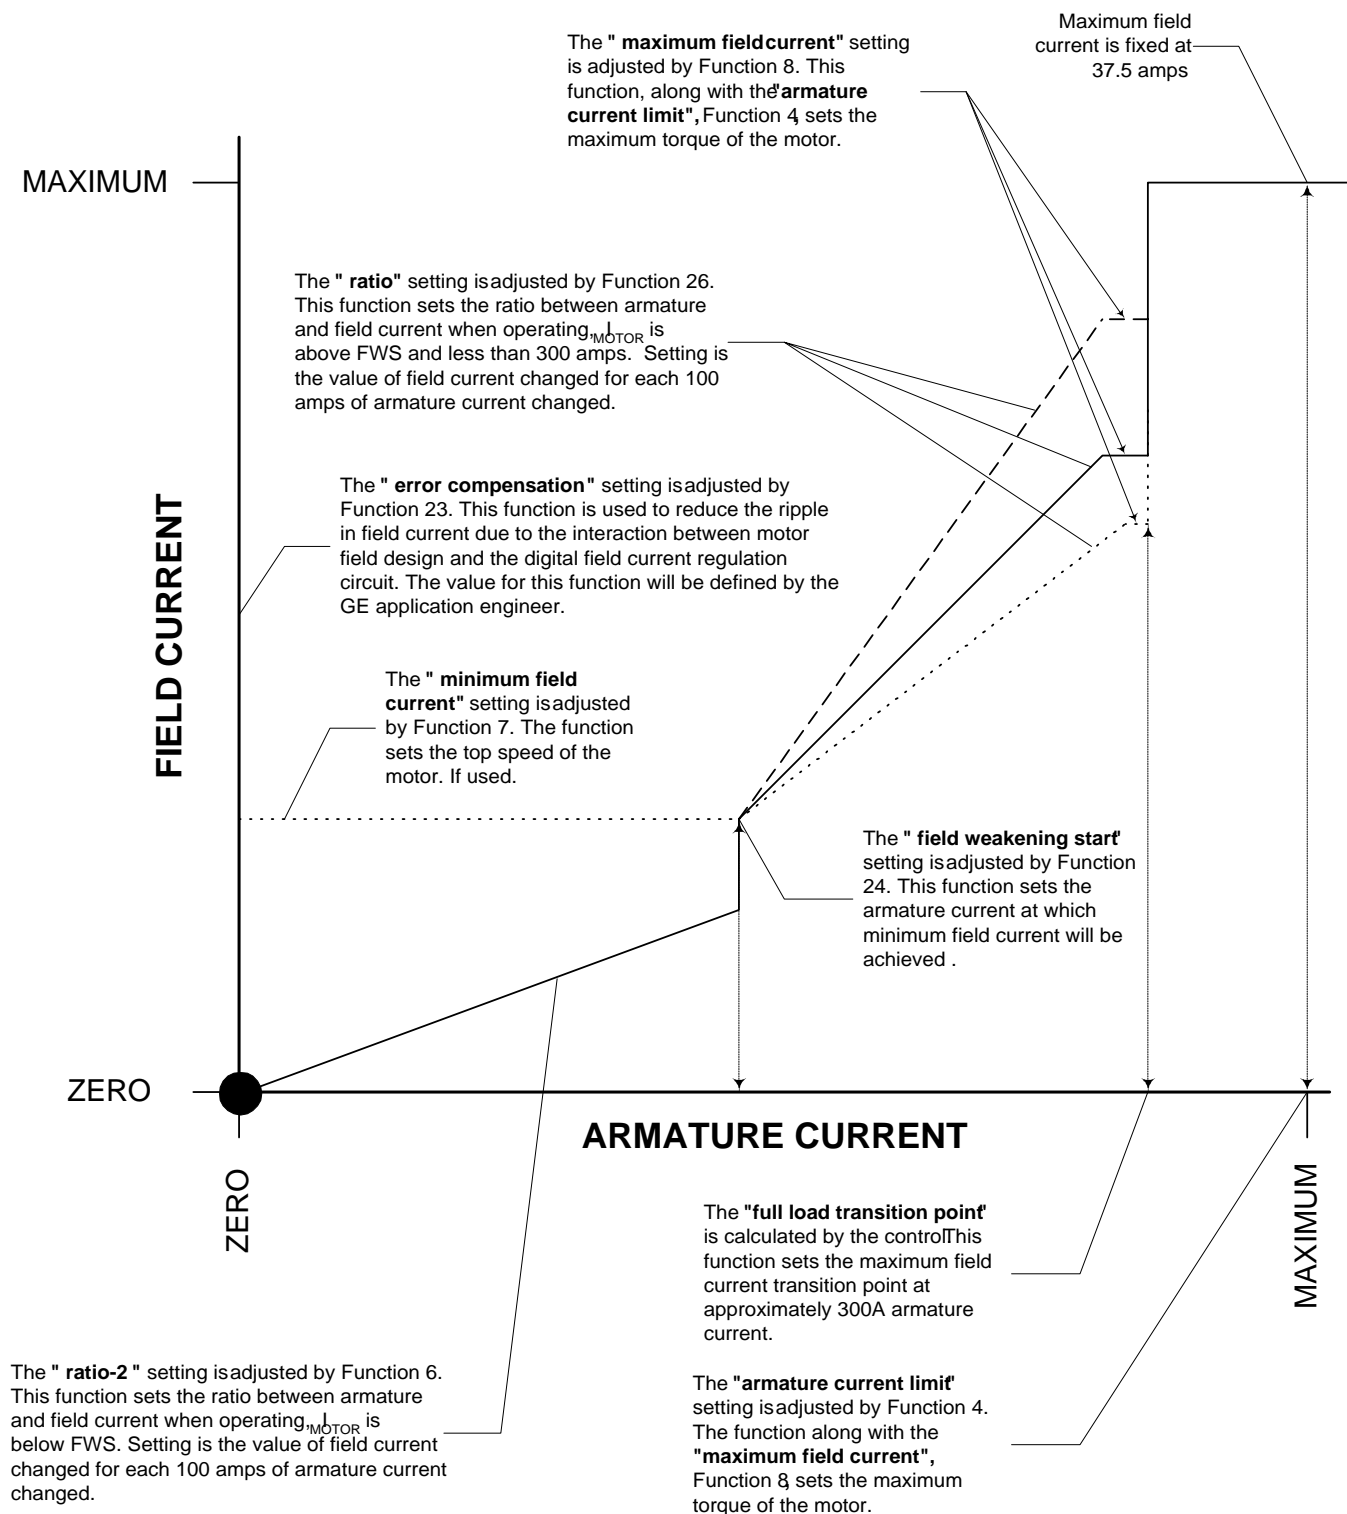 The " maximum fieldcurrent" setting
is adjusted by Function 8. This
function, along with the"armature
current limit", Function 4, sets the
maximum torque of the motor.
Maximum field
current is fixed at
37.5 amps
MAXIMUM
The " ratio" setting isadjusted by Function 26.
This function sets the ratio between armature
and field current when operating, IMOTOR is
above FWS and less than 300 amps. Setting is
the value of field current changed for each 100
amps of armature current changed.
The " error compensation" setting isadjusted by
Function 23. This function is used to reduce the ripple
in field current due to the interaction between motor
field design and the digital field current regulation
circuit. The value for this function will be defined by the
GE application engineer.
FIELD CURRENT
The " minimum field
current" setting isadjusted
by Function 7. The function
sets the top speed of the
motor. If used.
The " field weakening start"
setting isadjusted by Function
24. This function sets the
armature current at which
minimum field current will be
achieved .
ZERO
ARMATURE CURRENT
ZERO
MAXIMUM
The "full load transition point"
is calculated by the controlThis
function sets the maximum field
current transition point at
approximately 300A armature
current.
The " ratio-2 " setting isadjusted by Function 6.
This function sets the ratio between armature
and field current when operating, IMOTOR is
below FWS. Setting is the value of field current
changed for each 100 amps of armature current
changed.
The "armature current limit"
setting isadjusted by Function 4.
The function along with the
"maximum field current",
Function 8, sets the maximum
torque of the motor.